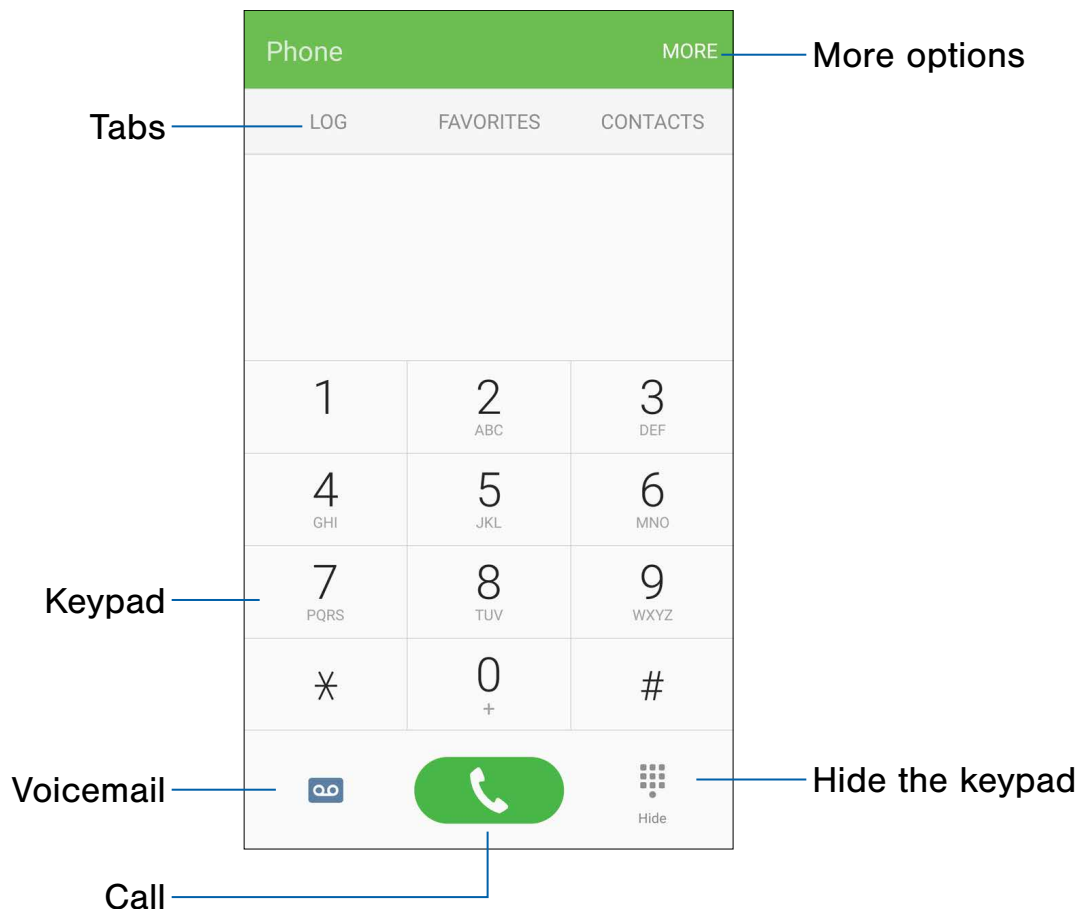 Phone MORE
More options
Tabs
LOG FAVORITES CONTACTS
1 2 3
ABC DEF
4 5 6
GHI JKL MNO
Keypad
7 8 9
PQRS TUV WXYZ
* 0 #
+
Voicemail
Hide the keypad
Hide
Call